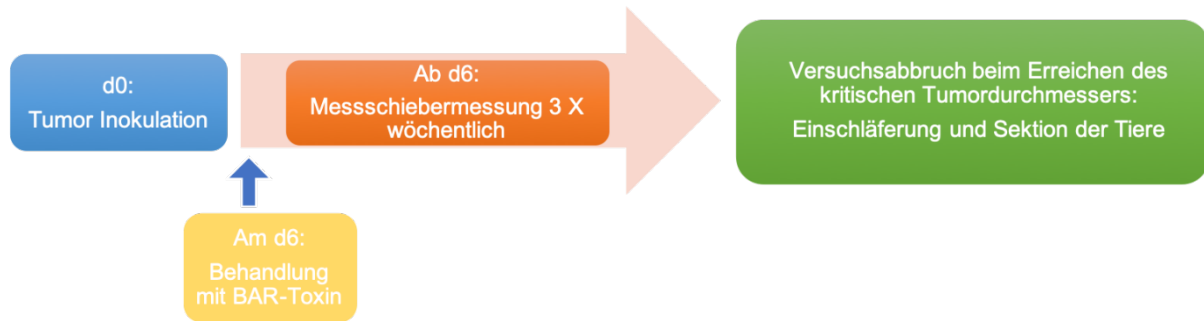 d0:
Tumor Inokulation
Ab d6:
Messschiebermessung 3 X
wöchentlich
Versuchsabbruch beim Erreichen des
kritischen Tumordurchmessers:
Einschläferung und Sektion der Tiere
Am d6:
Behandlung
mit BAR-Toxin